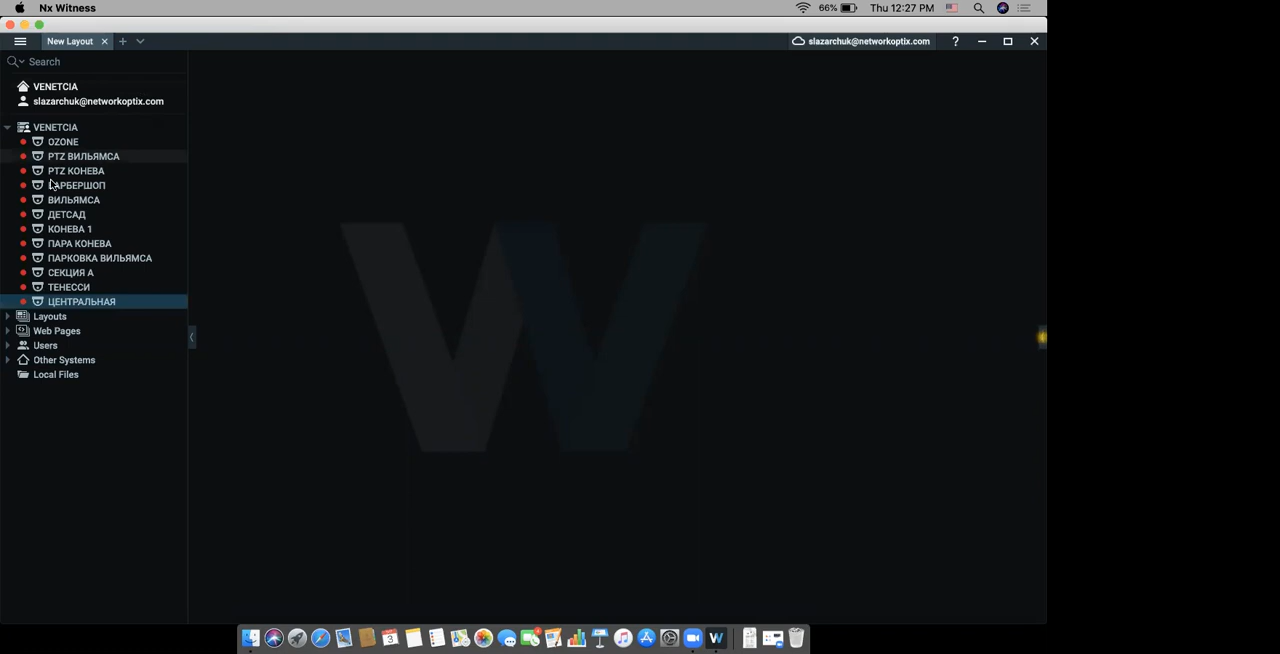 Nx Witness
66%
Thu 12:27 PM
New Layout
slazarchuk@networkoptix.com
?
Search
VENETCIA
slazarchuk@networkoptix.com
VENETCIA
OZONE
PTZ ВИЛЬЯМСА
PTZ КОНЕВА
БАРБЕРШОП
ВИЛЬЯМСА
ДЕТСАД
КОНЕВА 1
ПАРА КОНЕВА
ПАРКОВКА ВИЛЬЯМСА
СЕКЦИЯ А
ТЕНЕССИ
ЦЕНТРАЛЬНАЯ
Layouts
Web Pages
Users
Other Systems
Local Files
W
3
W